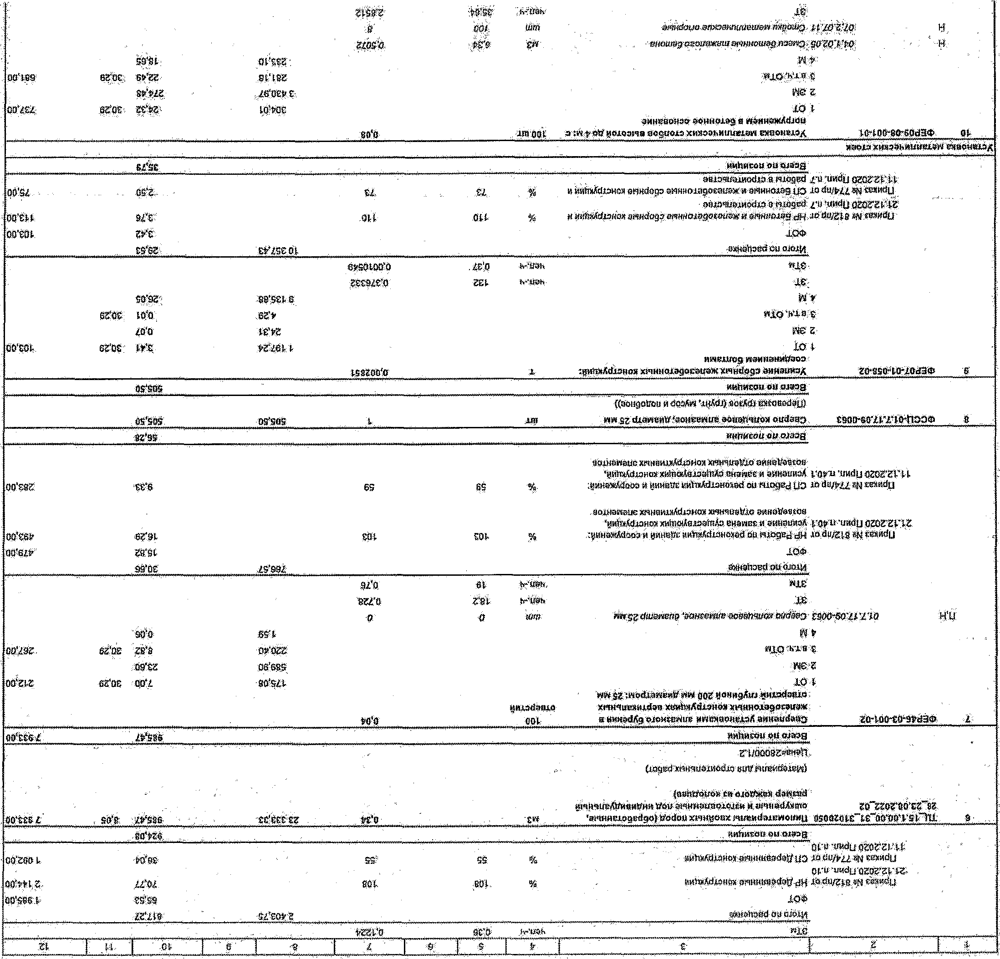 1 2 3 4 5 6 7 8 9 10 11 12
ЗТм чел.-ч 0,36 0,1224
Итого по расценке 2 403,75 817,27
ФОТ 65,53 1 985,00
Приказ № 812/пр от НР Деревянные конструкции % 108 108 70,77 2 144,00
21.12.2020 Прил. п.10
Приказ № 774/пр от СП Деревянные конструкции % 55 55 36,04 1 092,00
11.12.2020 Прил. п.10
Всего по позиции 924,08
6 ТЦ_15.1.00.00_31_31020050 Пиломатериалы хвойных пород (обработанные, м3 0,34 23 333,33 985,47 8,05 7 933,00
28_23.08.2022_02 ошкуренные и изготовленные под индивидуальный
размер каждого из колодцев)
(Материалы для строительных работ)
Цена=28000/1.2
Всего по позиции 985,47 7 933,00
7 ФЕР46-03-001-02 Сверление установками алмазного бурения в 100 0,04
железобетонных конструкциях вертикальных отверстий
отверстий глубиной 200 мм диаметром: 25 мм
1 ОТ 175,08 7,00 30,29 212,00
2 ЭМ 589,90 23,60
3 в т.ч. ОТм 220,40 8,82 30,29 267,00
4 М 1,59 0,06
П,Н 01.7.17.09-0063 Сверло кольцевое алмазное, диаметр 25 мм шт 0 0
ЗТ чел.-ч 18,2 0,728
ЗТм чел.-ч 19 0,76
Итого по расценке 766,57 30,66
ФОТ 15,82 479,00
Приказ № 812/пр от НР Работы по реконструкции зданий и сооружений: % 103 103 16,29 493,00
21.12.2020 Прил. п.40.1 усиление и замена существующих конструкций,
возведение отдельных конструктивных элементов
Приказ № 774/пр от СП Работы по реконструкции зданий и сооружений: % 59 59 9,33 283,00
11.12.2020 Прил. п.40.1 усиление и замена существующих конструкций,
возведение отдельных конструктивных элементов
Всего по позиции 56,28
8 ФССЦ-01.7.17.09-0063 Сверло кольцевое алмазное, диаметр 25 мм шт 1 505,50 505,50
(Перевозка грузов (грунт, мусор и подобное))
Всего по позиции 505,50
9 ФЕР07-01-058-02 Усиление сборных железобетонных конструкций: т 0,002851
соединением болтами
1 ОТ 1 197,24 3,41 30,29 103,00
2 ЭМ 24,31 0,07
3 в т.ч. ОТм 4,29 0,01 30,29
4 М 9 135,88 26,05
ЗТ чел.-ч 132 0,376332
ЗТм чел.-ч 0,37 0,0010549
Итого по расценке 10 357,43 29,53
ФОТ 3,42 103,00
Приказ № 812/пр от НР Бетонные и железобетонные сборные конструкции и % 110 110 3,76 113,00
21.12.2020 Прил. п.7 работы в строительстве
Приказ № 774/пр от СП Бетонные и железобетонные сборные конструкции и % 73 73 2,50 75,00
11.12.2020 Прил. п.7 работы в строительстве
Всего по позиции 35,79
Установка металлических стоек
10 ФЕР09-08-001-01 Установка металлических столбов высотой до 4 м: с 100 шт 0,08
погружением в бетонное основание
1 ОТ 304,01 24,32 30,29 737,00
2 ЭМ 3 430,97 274,48
3 в т.ч. ОТм 281,18 22,49 30,29 681,00
4 М 233,10 18,65
Н 04.1.02.05 Смеси бетонные тяжелого бетона м3 6,34 0,5072
Н 07.2.07.11 Стойки металлические опорные шт 100 8
ЗТ чел.-ч 35,64 2,8512